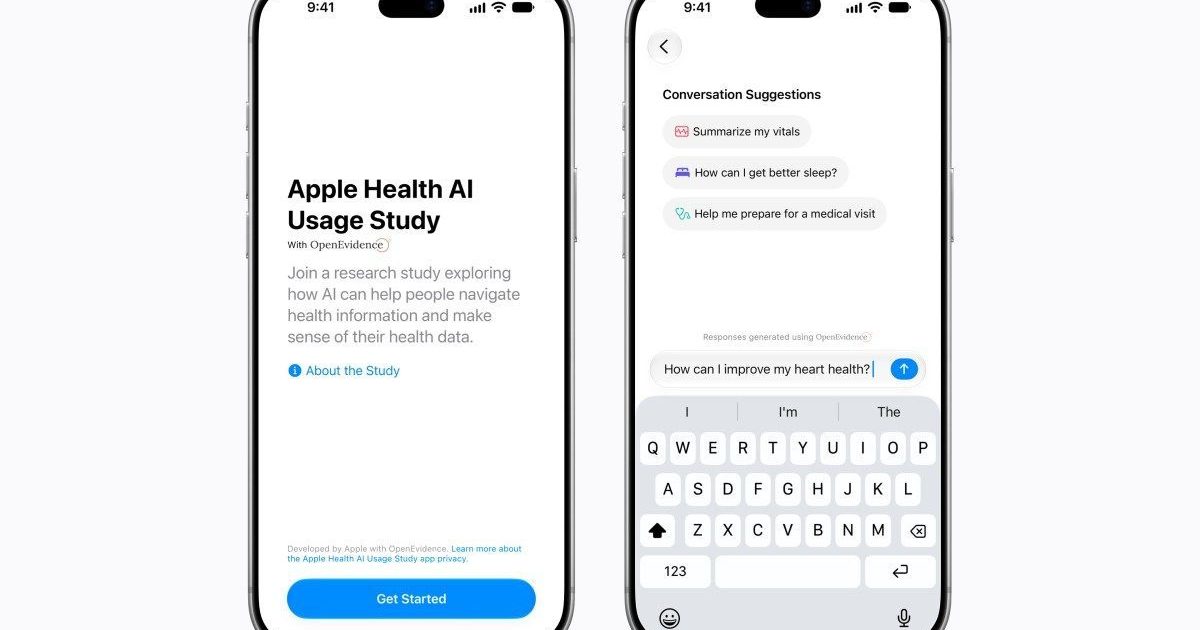 9:41
Apple Health AI
Usage Study
With OpenEvidence
Join a research study exploring
how AI can help people navigate
health information and make
sense of their health data.
About the Study
Developed by Apple with OpenEvidence. Learn more about
the Apple Health AI Usage Study app privacy.
Get Started
9:41
Conversation Suggestions
Summarize my vitals
How can I get better sleep?
Help me prepare for a medical visit
Responses generated using OpenEvidence
How can I improve my heart health?
I I'm The
Q W E R T Y U I O P
A S D F G H J K L
Z X C V B N M
123